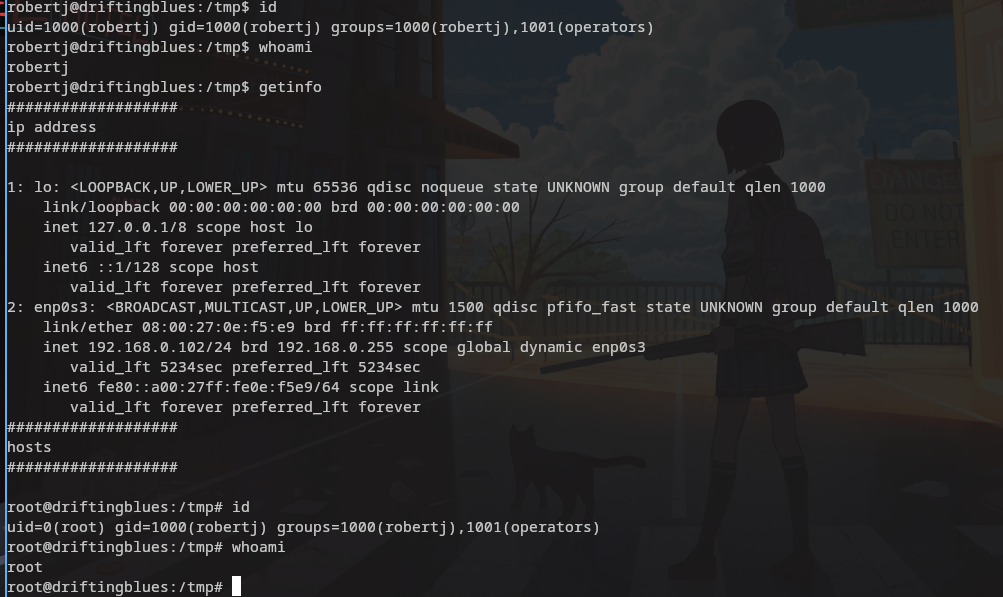 robertj@driftingblues:/tmp$ id
uid=1000(robertj) gid=1000(robertj) groups=1000(robertj),1001(operators)
robertj@driftingblues:/tmp$ whoami
robertj
robertj@driftingblues:/tmp$ getinfo
###################
ip address
###################
1: lo: <LOOPBACK,UP,LOWER_UP> mtu 65536 qdisc noqueue state UNKNOWN group default qlen 1000
    link/loopback 00:00:00:00:00:00 brd 00:00:00:00:00:00
    inet 127.0.0.1/8 scope host lo
       valid_lft forever preferred_lft forever
    inet6 ::1/128 scope host
       valid_lft forever preferred_lft forever
2: enp0s3: <BROADCAST,MULTICAST,UP,LOWER_UP> mtu 1500 qdisc pfifo_fast state UNKNOWN group default qlen 1000
    link/ether 08:00:27:0e:f5:e9 brd ff:ff:ff:ff:ff:ff
    inet 192.168.0.102/24 brd 192.168.0.255 scope global dynamic enp0s3
       valid_lft 5234sec preferred_lft 5234sec
    inet6 fe80::a00:27ff:fe0e:f5e9/64 scope link
       valid_lft forever preferred_lft forever
###################
hosts
###################
root@driftingblues:/tmp# id
uid=0(root) gid=1000(robertj) groups=1000(robertj),1001(operators)
root@driftingblues:/tmp# whoami
root
root@driftingblues:/tmp#
DANGER
DO NOT
ENTER